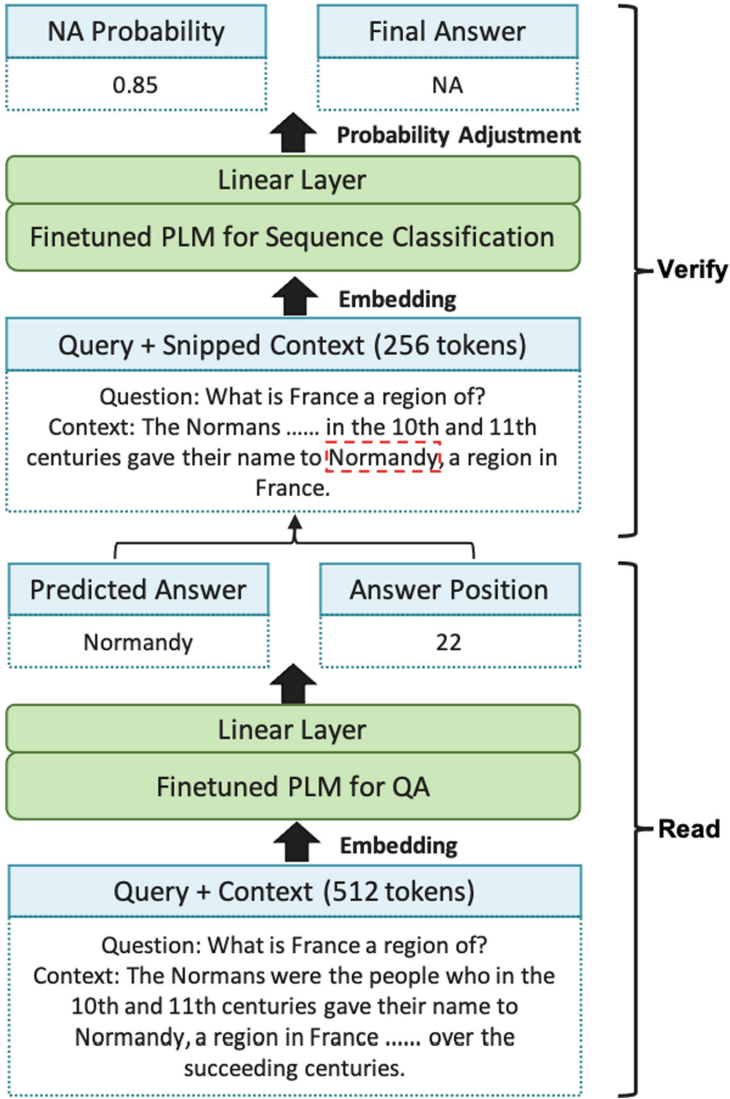 NA Probability
Final Answer
0.85
NA
Probability Adjustment
Linear Layer
Finetuned PLM for Sequence Classification
Verify
Embedding
Query + Snipped Context (256 tokens)
Question: What is France a region of?
Context: The Normans ...... in the 10th and 11th
centuries gave their name to Normandy, a region in
France.
Predicted Answer
Answer Position
Normandy
22
Linear Layer
Finetuned PLM for QA
Read
Embedding
Query + Context (512 tokens)
Question: What is France a region of?
Context: The Normans were the people who in the
10th and 11th centuries gave their name to
Normandy, a region in France ...... over the
succeeding centuries.